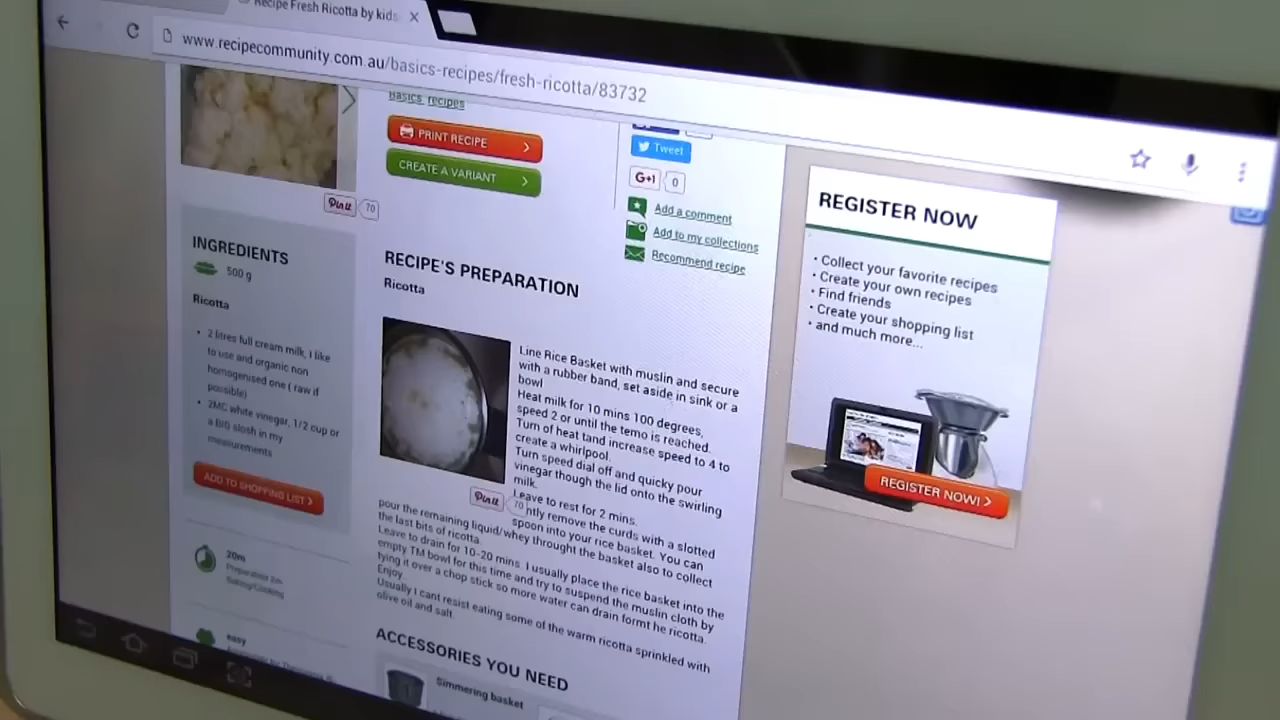 Recipe Fresh Ricotta by kids
www.recipecommunity.com.au/basics-recipes/fresh-ricotta/83732
Basics recipes
PRINT RECIPE
CREATE A VARIANT
Pin it 70
Tweet
G+1 0
Add a comment
Add to my collections
Recommend recipe
INGREDIENTS
500 g
Ricotta
• 2 litres full cream milk, i like
to use and organic non
homogenised one ( raw if
possible)
• 2MC white vinegar, 1/2 cup or
a BIG slosh in my
measurements
ADD TO SHOPPING LIST
20m
Preparation 2m
Baking/Cooking
easy
RECIPE'S PREPARATION
Ricotta
Line Rice Basket with muslin and secure
with a rubber band, set aside in sink or a
bowl
Heat milk for 10 mins 100 degrees,
speed 2 or until the temo is reached.
Turn of heat tand increase speed to 4 to
create a whirlpool.
Turn speed dial off and quicky pour
vinegar though the lid onto the swirling
milk.
Leave to rest for 2 mins.
Pin it 70
ntly remove the curds with a slotted
spoon into your rice basket. You can
pour the remaining liquid/whey throught the basket also to collect
the last bits of ricotta.
Leave to drain for 10-20 mins. I usually place the rice basket into the
empty TM bowl for this time and try to suspend the muslin cloth by
tying it over a chop stick so more water can drain formt he ricotta.
Enjoy
Usually I cant resist eating some of the warm ricotta sprinkled with
olive oil and salt.
ACCESSORIES YOU NEED
Simmering basket
REGISTER NOW
• Collect your favorite recipes
• Create your own recipes
• Find friends
• Create your shopping list
• and much more...
REGISTER NOW!